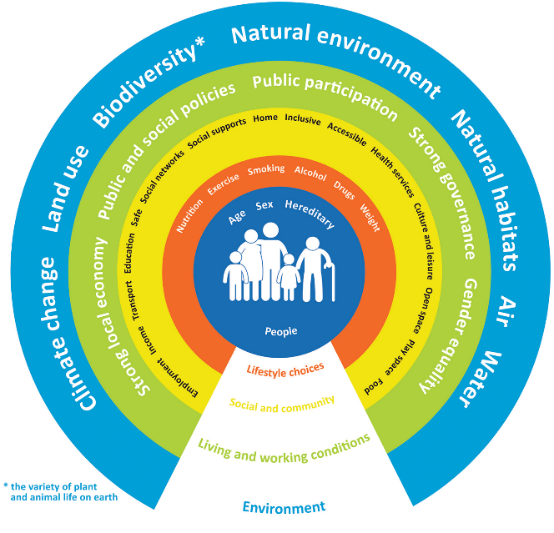 Climate change
Land use
Biodiversity*
Natural environment
Natural habitats
Air
Water
Strong local economy
Public and social policies
Public participation
Strong governance
Gender equality
Employment
Income
Transport
Education
Safe
Social networks
Social supports
Home
Inclusive
Accessible
Health services
Culture and leisure
Open space
Play space
Food
Nutrition
Exercise
Smoking
Alcohol
Drugs
Weight
Age
Sex
Hereditary
People
Lifestyle choices
Social and community
Living and working conditions
Environment
* the variety of plant
and animal life on earth